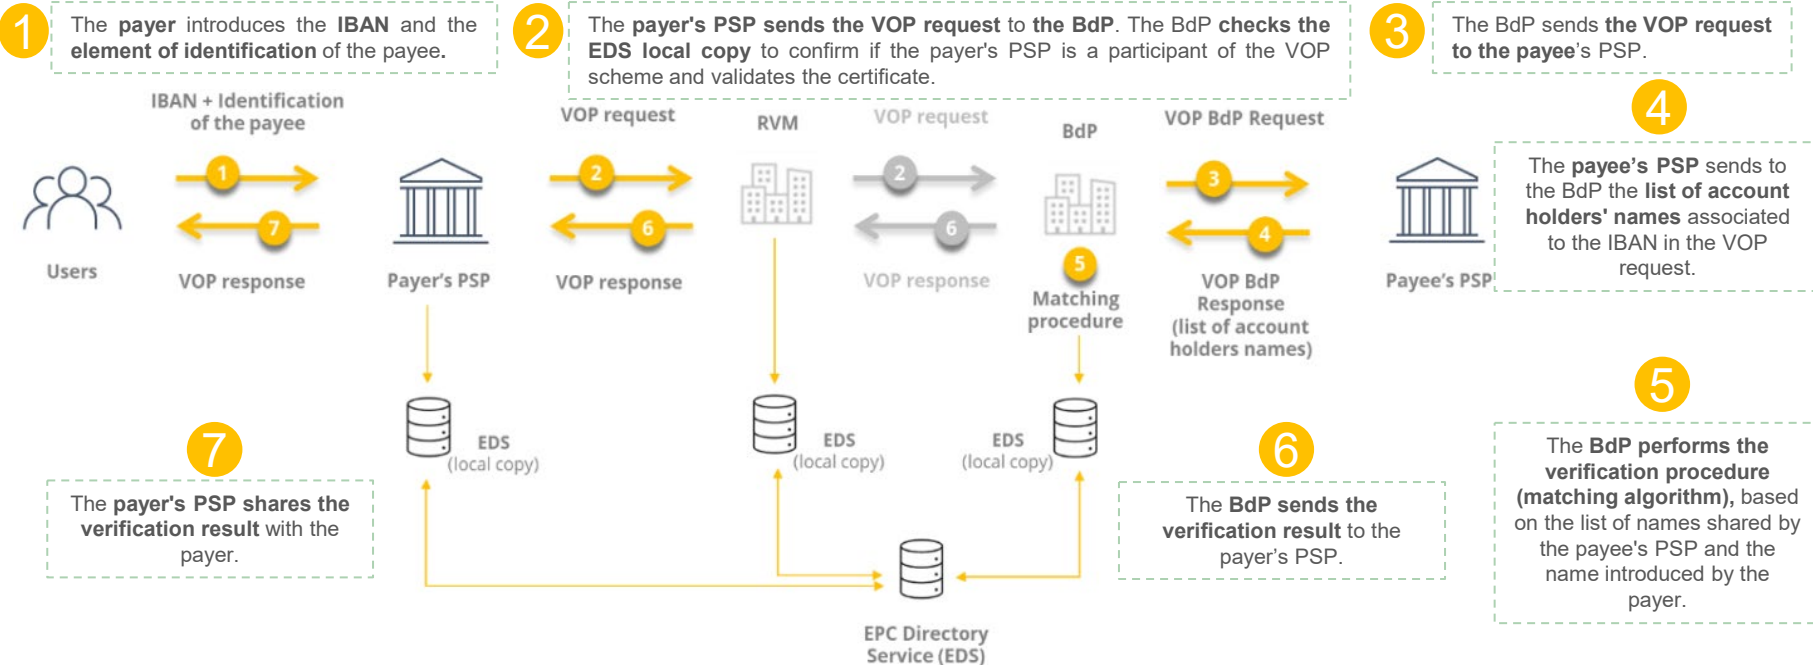 1
The payer introduces the IBAN and the
element of identification of the payee.
2
The payer's PSP sends the VOP request to the BdP. The BdP checks the
EDS local copy to confirm if the payer's PSP is a participant of the VOP
scheme and validates the certificate.
3
The BdP sends the VOP request
to the payee's PSP.
4
The payee's PSP sends to
the BdP the list of account
holders' names associated
to the IBAN in the VOP
request.
IBAN + Identification
of the payee
VOP request
RVM
VOP request
BdP
VOP BdP Request
1
2
2
3
7
6
6
4
5
Users
VOP response
Payer's PSP
VOP response
VOP response
Matching
procedure
VOP BdP
Response
(list of account
holders names)
Payee's PSP
EDS
(local copy)
EDS
(local copy)
EDS
(local copy)
5
The BdP performs the
verification procedure
(matching algorithm), based
on the list of names shared by
the payee's PSP and the
name introduced by the
payer.
6
The BdP sends the
verification result to the
payer's PSP.
7
The payer's PSP shares the
verification result with the
payer.
EPC Directory
Service (EDS)